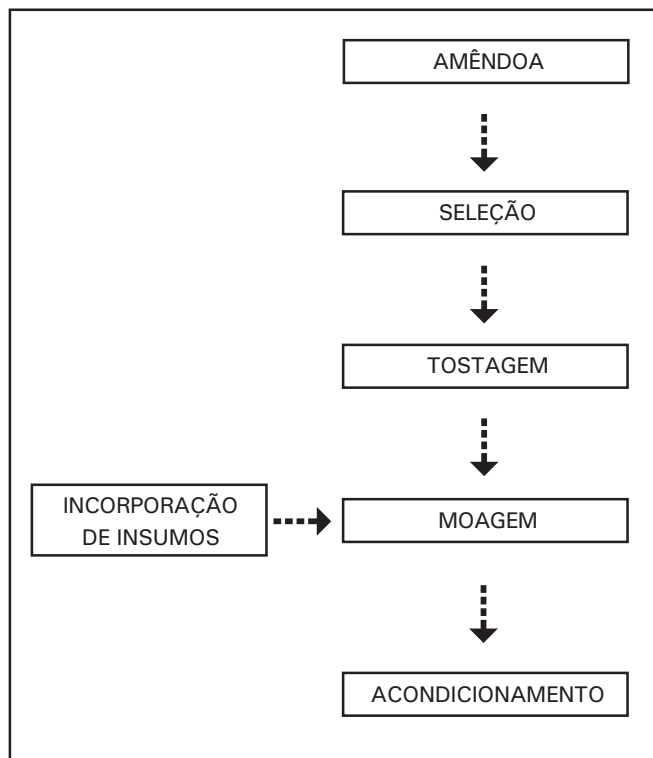 AMÊNDOA
SELEÇÃO
TOSTAGEM
INCORPORAÇÃO
DE INSUMOS
MOAGEM
ACONDICIONAMENTO